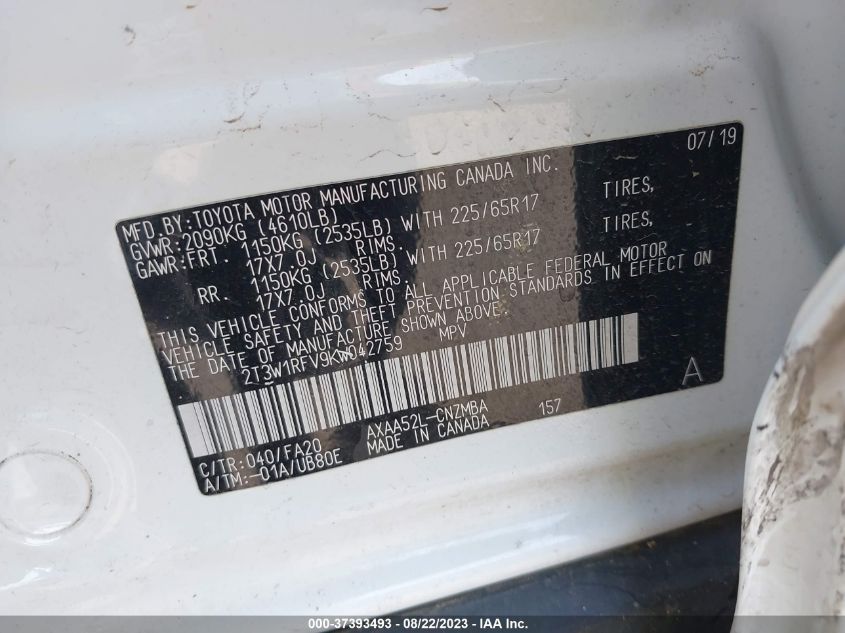 07/19
MFD.BY:TOYOTA MOTOR MANUFACTURING CANADA INC.
GVWR:2090KG (4610LB)
GAWR:FRT. 1150KG (2535LB) WITH 225/65R17 TIRES,
17X7.0J RIMS.
RR. 1150KG (2535LB) WITH 225/65R17 TIRES,
17X7.0J RIMS.
THIS VEHICLE CONFORMS TO ALL APPLICABLE FEDERAL MOTOR
VEHICLE SAFETY AND THEFT PREVENTION STANDARDS IN EFFECT ON
THE DATE OF MANUFACTURE SHOWN ABOVE.
2T3W1RFV9KW042759 MPV
A
C/TR:040/FA20 AXAA52L-CNZMBA 157
A/TM:-01A/UB80E MADE IN CANADA
000-37393493 - 08/22/2023 - IAA Inc.